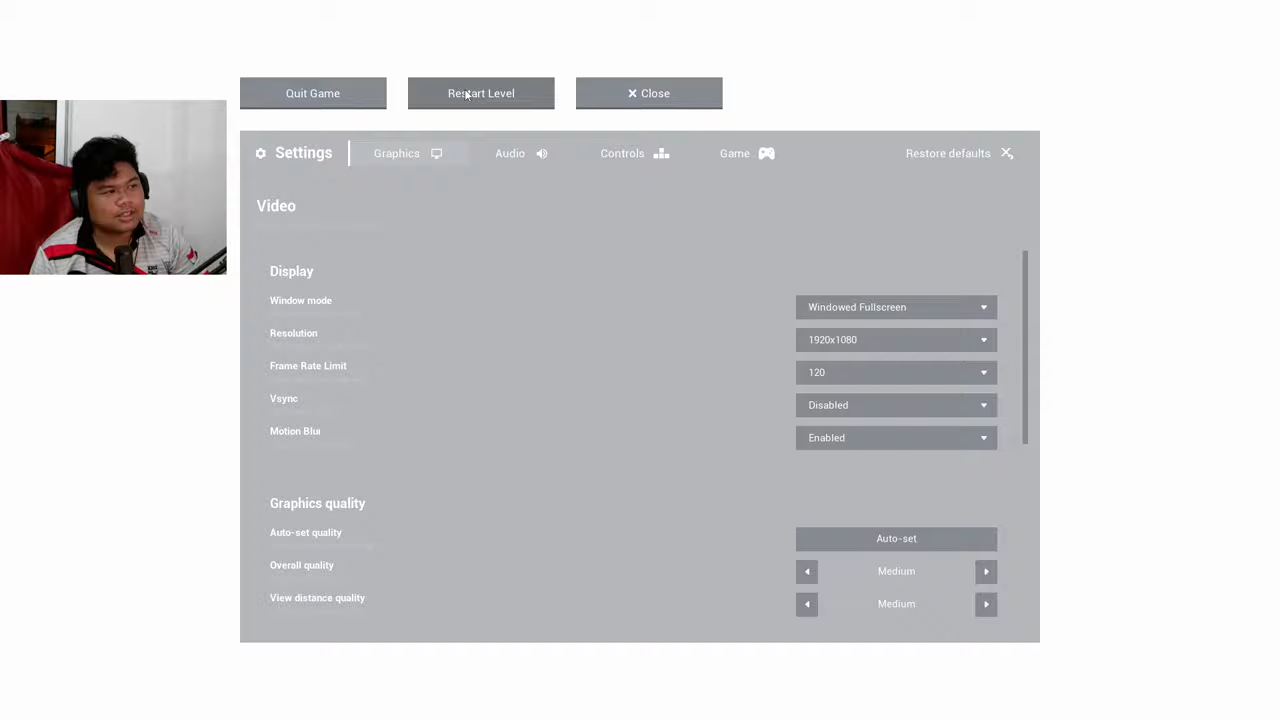 Quit Game
Restart Level
Close
Settings
Graphics
Audio
Controls
Game
Restore defaults
Video
Display
Window mode
Windowed Fullscreen
Resolution
1920x1080
Frame Rate Limit
120
Vsync
Disabled
Motion Blur
Enabled
Graphics quality
Auto-set quality
Auto-set
Overall quality
Medium
View distance quality
Medium